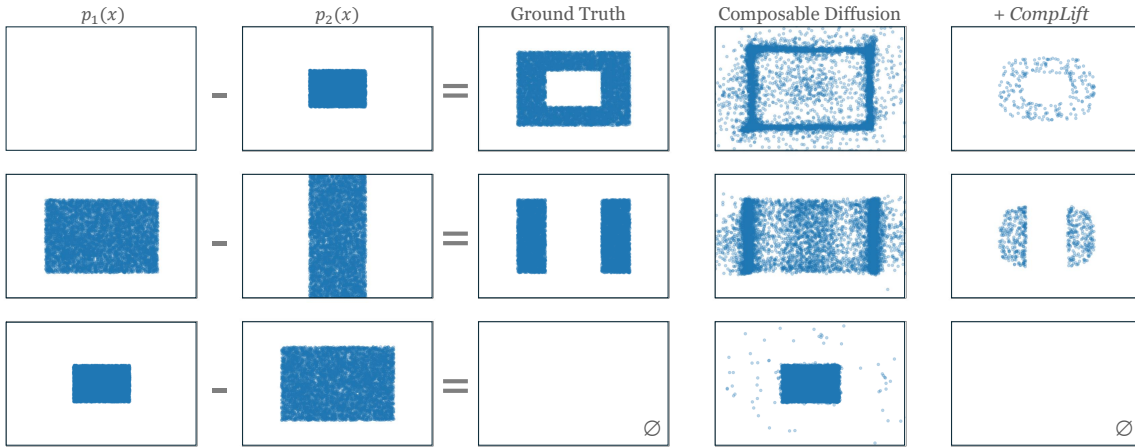 p₁(x) p₂(x) Ground Truth Composable Diffusion + CompLift
- =
- =
- =
∅ ∅